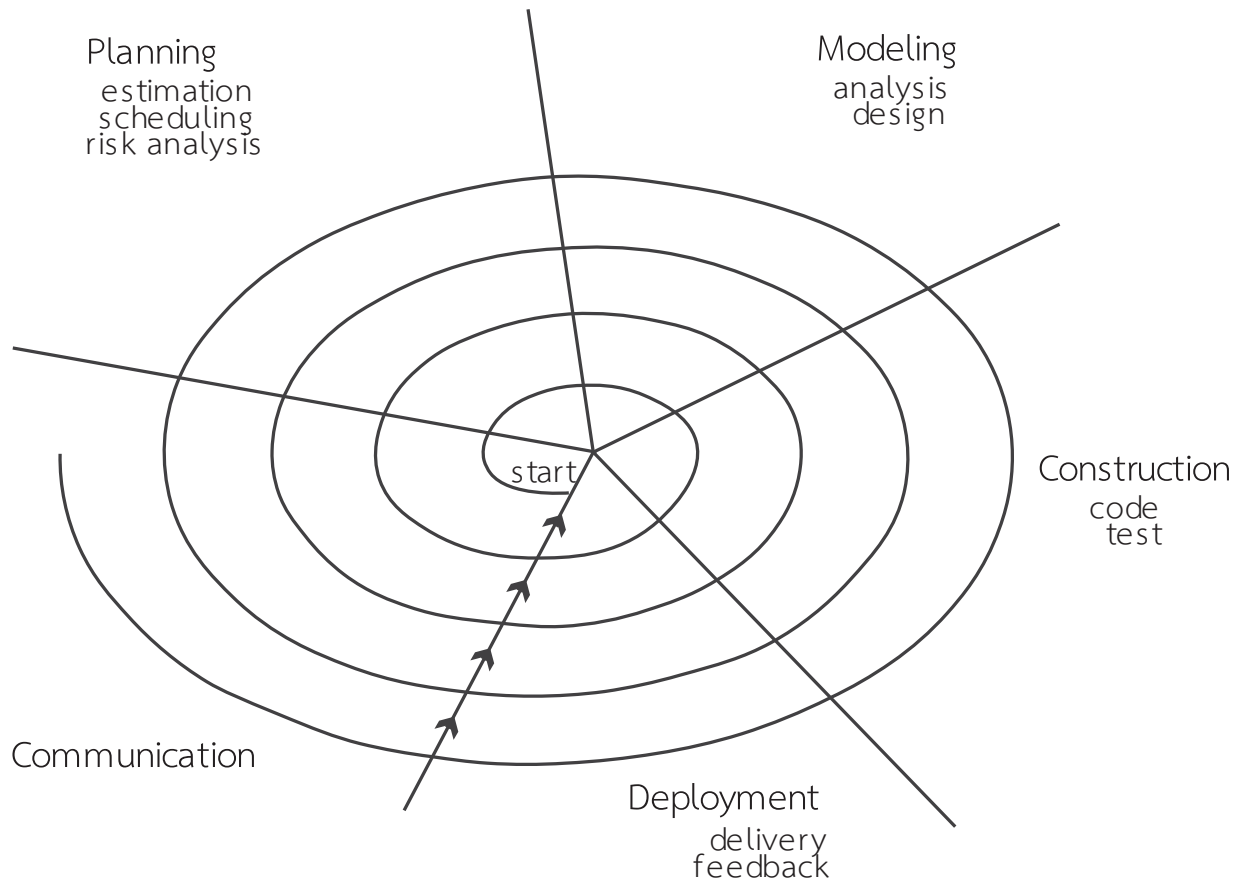 Planning
estimation
scheduling
risk analysis
Modeling
analysis
design
start
Construction
code
test
Communication
Deployment
delivery
feedback